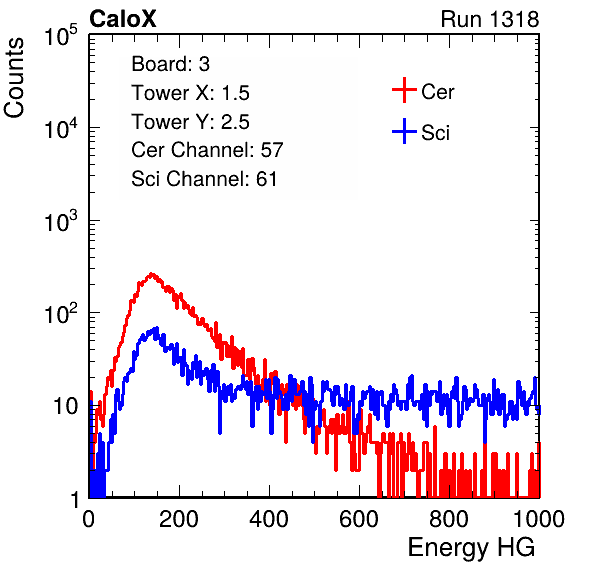 CaloX Run 1318
Counts
Board: 3
Tower X: 1.5
Tower Y: 2.5
Cer Channel: 57
Sci Channel: 61
Cer
Sci
10^5
10^4
10^3
10^2
10
1
0 200 400 600 800 1000
Energy HG